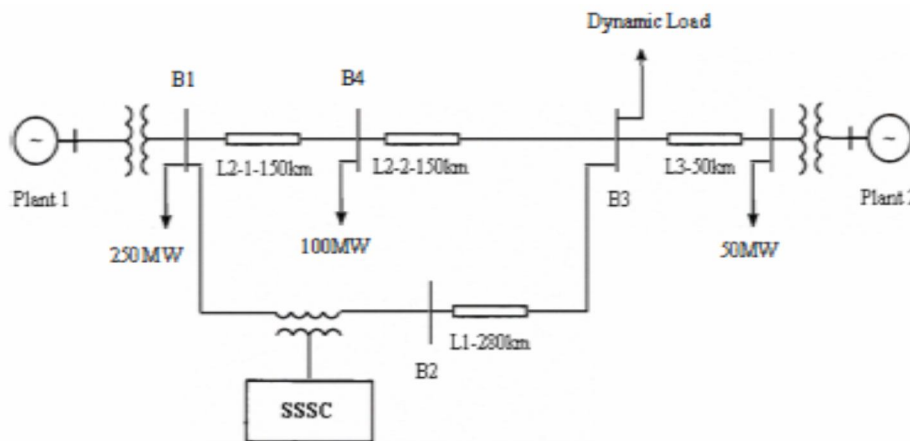 Dynamic Load
B1
B4
~
~
L2-1-150km
L2-2-150km
L3-50km
Plant 1
B3
Plant
250MW
100MW
50MW
L1-280km
B2
SSSC